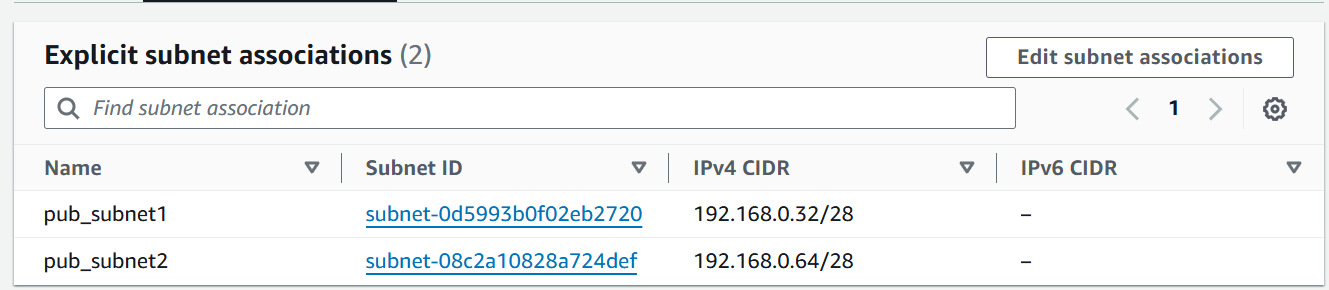 Explicit subnet associations (2)
Edit subnet associations
Find subnet association
1
Name Subnet ID IPv4 CIDR IPv6 CIDR
pub_subnet1 subnet-0d5993b0f02eb2720 192.168.0.32/28 –
pub_subnet2 subnet-08c2a10828a724def 192.168.0.64/28 –